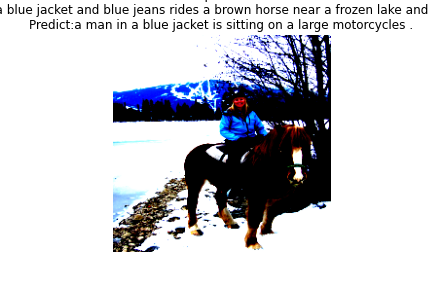 a blue jacket and blue jeans rides a brown horse near a frozen lake and
Predict:a man in a blue jacket is sitting on a large motorcycles .